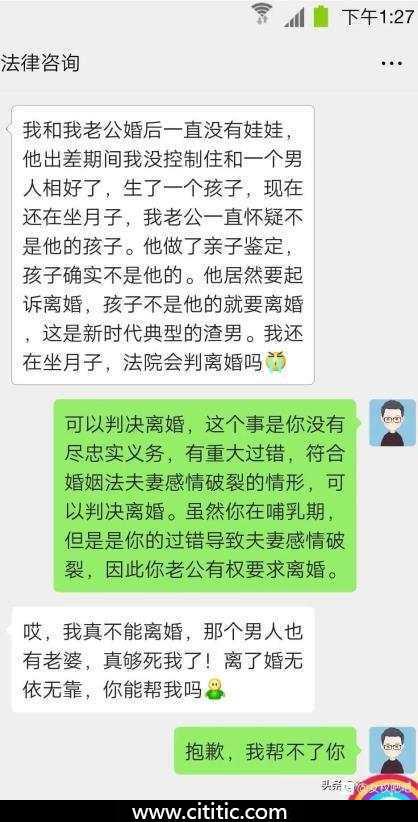 下午1:27
法律咨询
我和我老公婚后一直没有娃娃，
他出差期间我没控制住和一个男
人相好了，生了一个孩子，现在
还在坐月子，我老公一直怀疑不
是他的孩子。他做了亲子鉴定，
孩子确实不是他的。他居然要起
诉离婚，孩子不是他的就要离婚
，这是新时代典型的渣男。我还
在坐月子，法院会判离婚吗
可以判决离婚，这个事是你没有
尽忠实义务，有重大过错，符合
婚姻法夫妻感情破裂的情形，可
以判决离婚。虽然你在哺乳期，
但是是你的过错导致夫妻感情破
裂，因此你老公有权要求离婚。
哎，我真不能离婚，那个男人也
有老婆，真够死我了！离了婚无
依无靠，你能帮我吗
抱歉，我帮不了你
头条
www.cititic.com